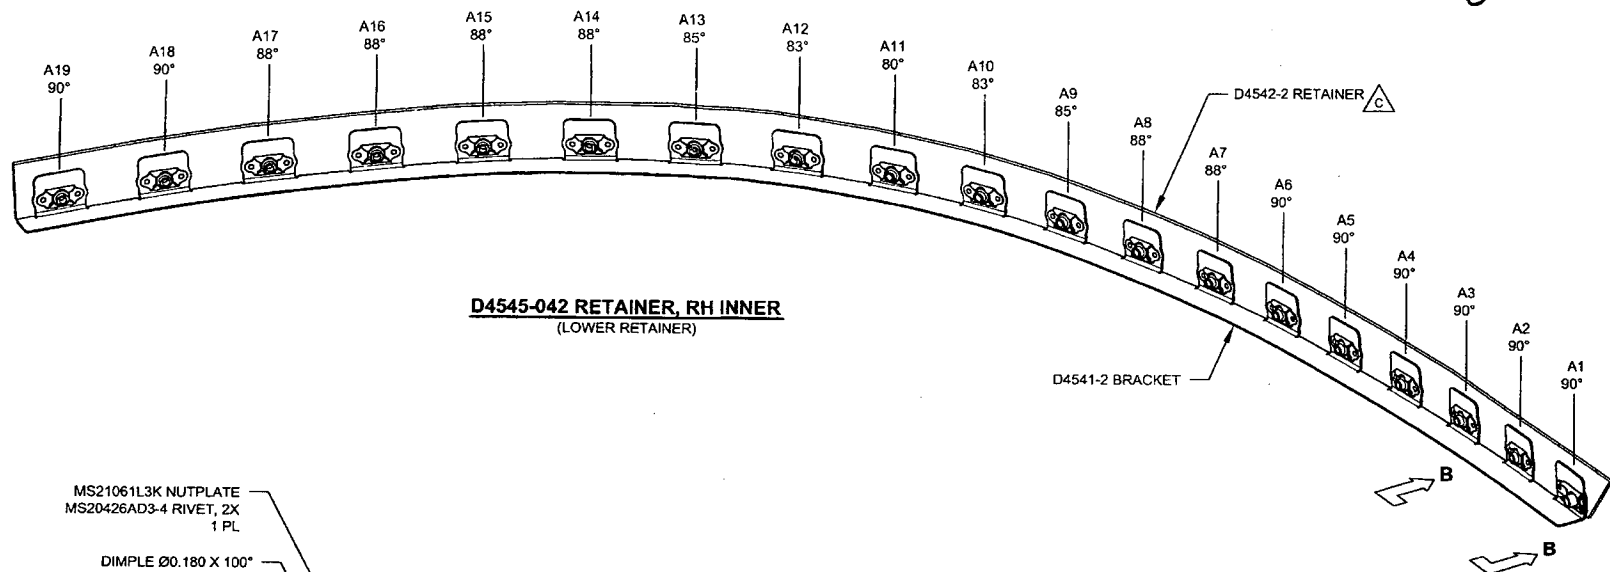 A19
90°
A18
90°
A17
88°
A16
88°
A15
88°
A14
88°
A13
85°
A12
83°
A11
80°
A10
83°
A9
85°
A8
88°
A7
88°
A6
90°
A5
90°
A4
90°
A3
90°
A2
90°
A1
90°
D4542-2 RETAINER
C
D4545-042 RETAINER, RH INNER
(LOWER RETAINER)
D4541-2 BRACKET
B
B
MS21061L3K NUTPLATE
MS20426AD3-4 RIVET, 2X
1 PL
DIMPLE Ø0.180 X 100°